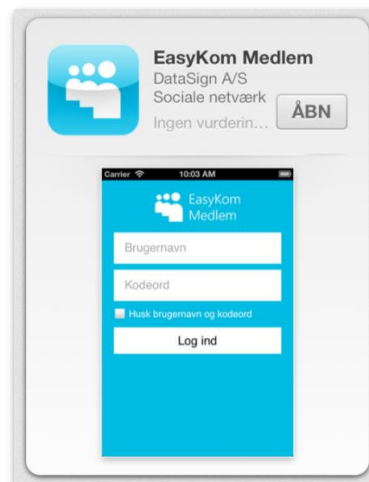 EasyKom Medlem
DataSign A/S
Sociale netværk
Ingen vurderin...
ÅBN
Carrier 10:03 AM
EasyKom
Medlem
Brugernavn
Kodeord
Husk brugernavn og kodeord
Log ind